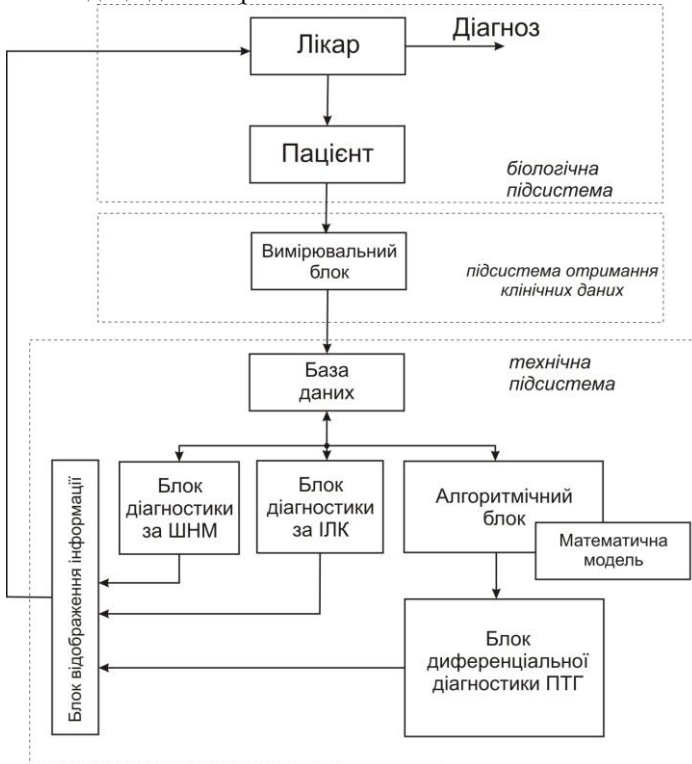 Лікар
Діагноз
Пацієнт
біологічна
підсистема
Вимірювальний
блок
підсистема отримання
клінічних даних
База
даних
технічна
підсистема
Блок
діагностики
за ШНМ
Блок
діагностики
за ІЛК
Алгоритмічний
блок
Математична
модель
Блок відображення інформації
Блок
диференціальної
діагностики ПТГ